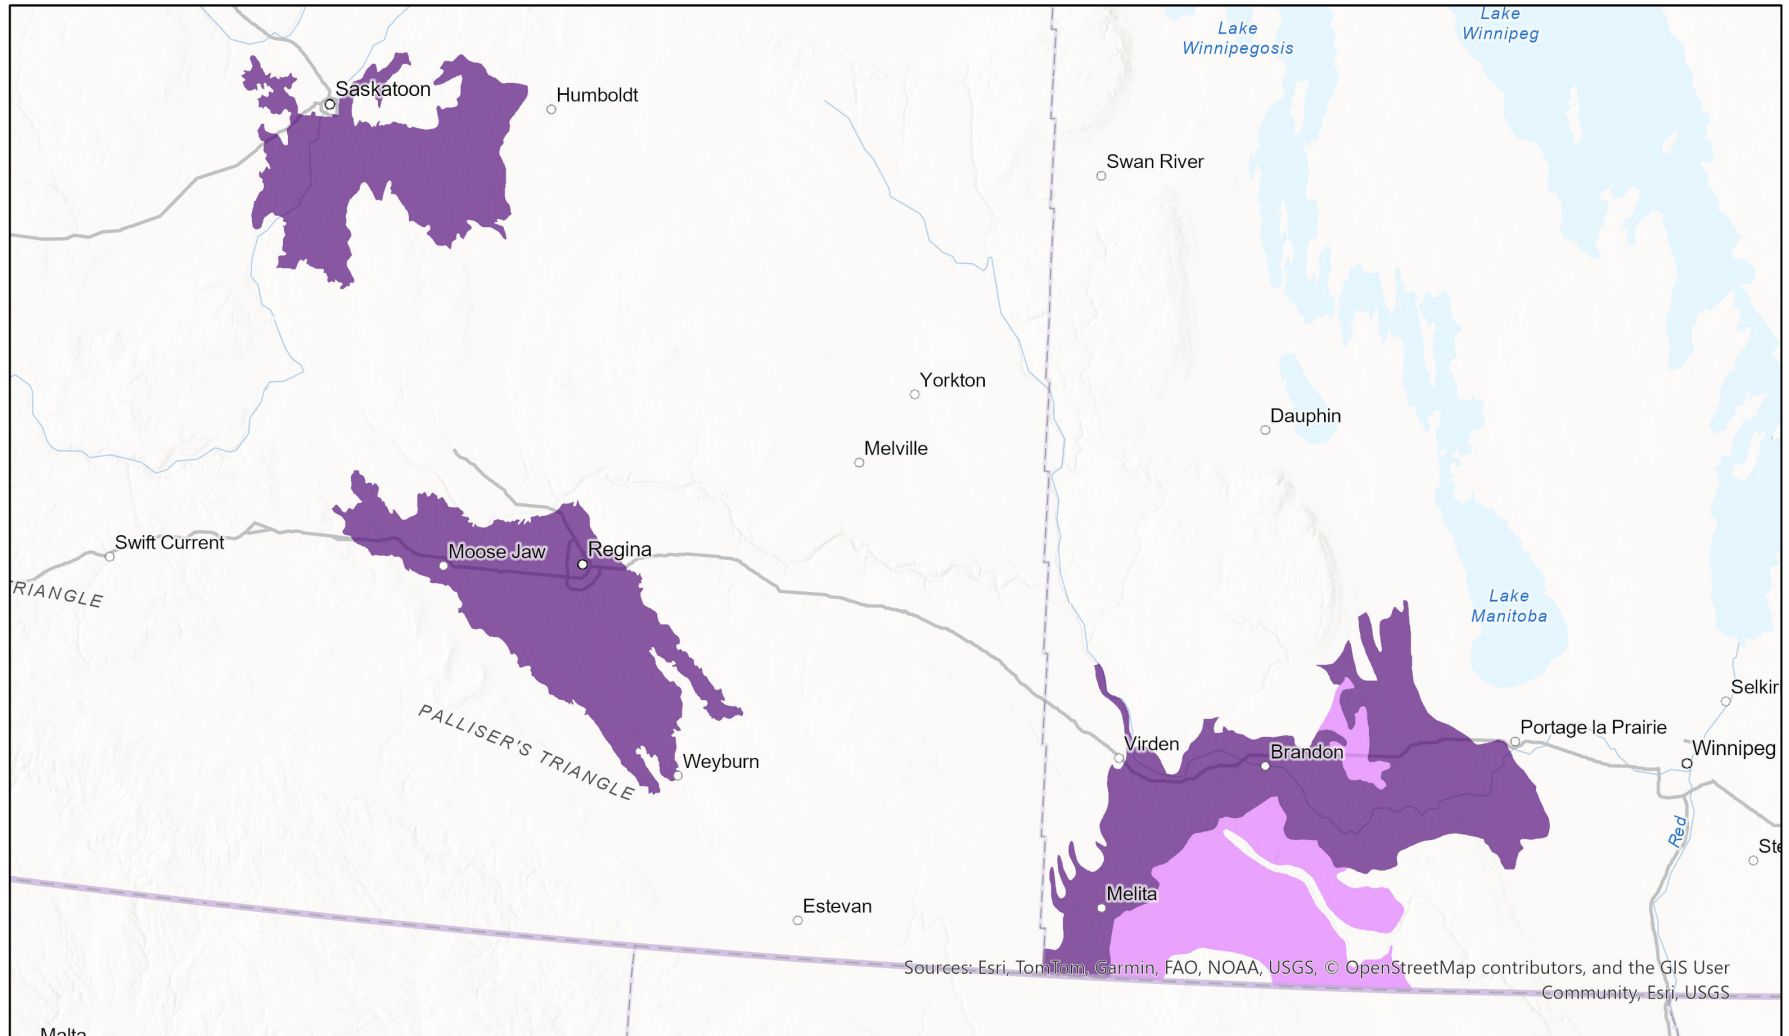 Lake
Winnipegosis
Lake
Winnipeg
Saskatoon
Humboldt
Swan River
Yorkton
Dauphin
Melville
Swift Current
Moose Jaw
Regina
RIANGLE
Lake
Manitoba
Selkir
PALLISER'S TRIANGLE
Weyburn
Virden
Brandon
Portage la Prairie
Winnipeg
Red
Ste
Melita
Estevan
Sources: Esri, TomTom, Garmin, FAO, NOAA, USGS, © OpenStreetMap contributors, and the GIS User
Community, Esri, USGS
Malta